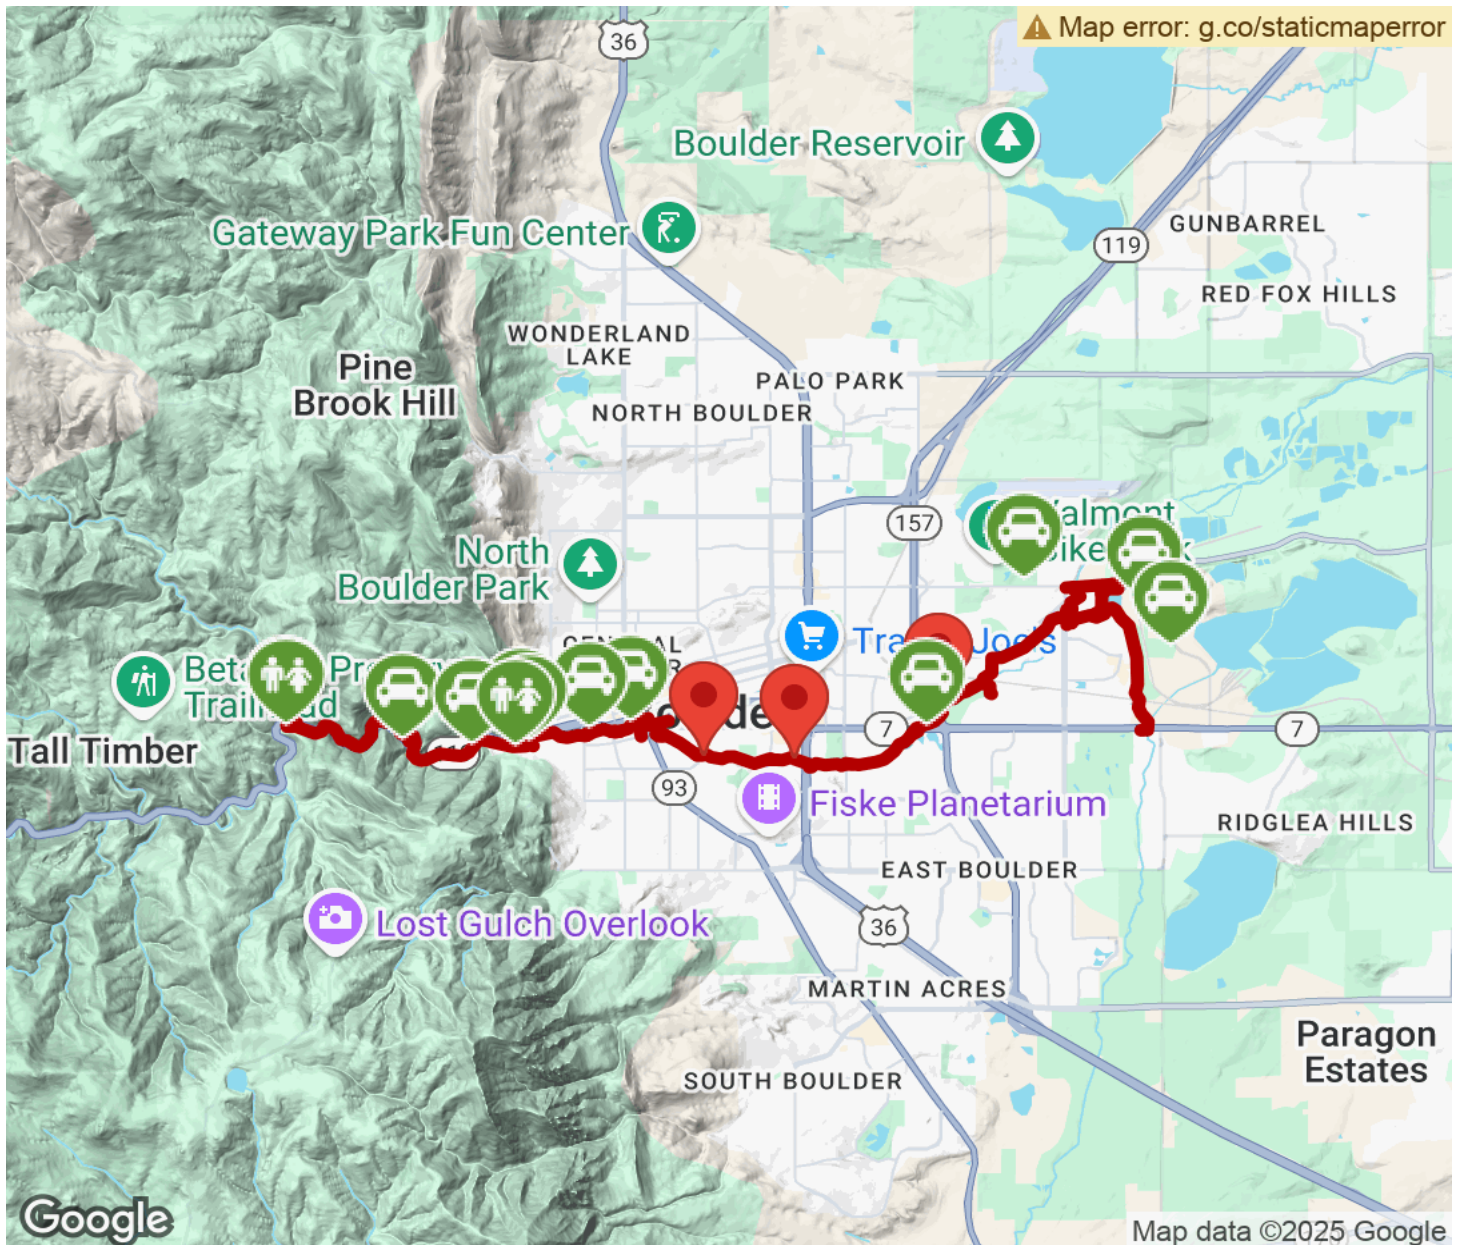 Map error: g.co/staticmaperror
36
Boulder Reservoir
GUNBARREL
Gateway Park Fun Center
119
RED FOX HILLS
WONDERLAND
LAKE
Pine
Brook Hill
PALO PARK
NORTH BOULDER
157
Valmont
North
Boulder Park
Tall Timber
7
7
93
Fiske Planetarium
RIDGLEA HILLS
EAST BOULDER
Lost Gulch Overlook
36
MARTIN ACRES
Paragon
Estates
SOUTH BOULDER
Google
Map data ©2025 Google